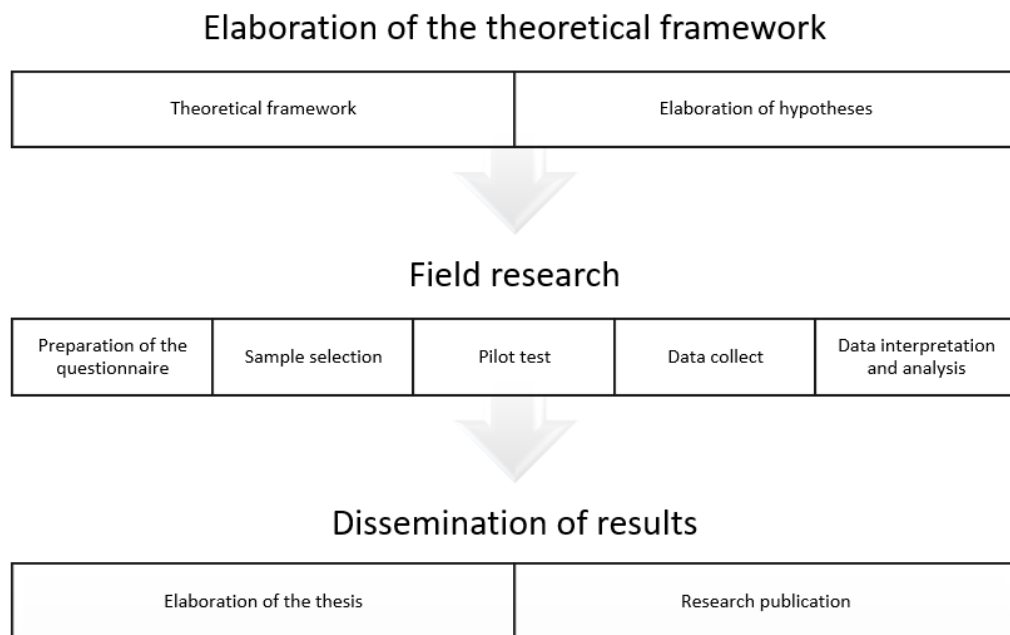 Elaboration of the theoretical framework
Theoretical framework
Elaboration of hypotheses
Field research
Preparation of the
questionnaire
Sample selection
Pilot test
Data collect
Data interpretation
and analysis
Dissemination of results
Elaboration of the thesis
Research publication